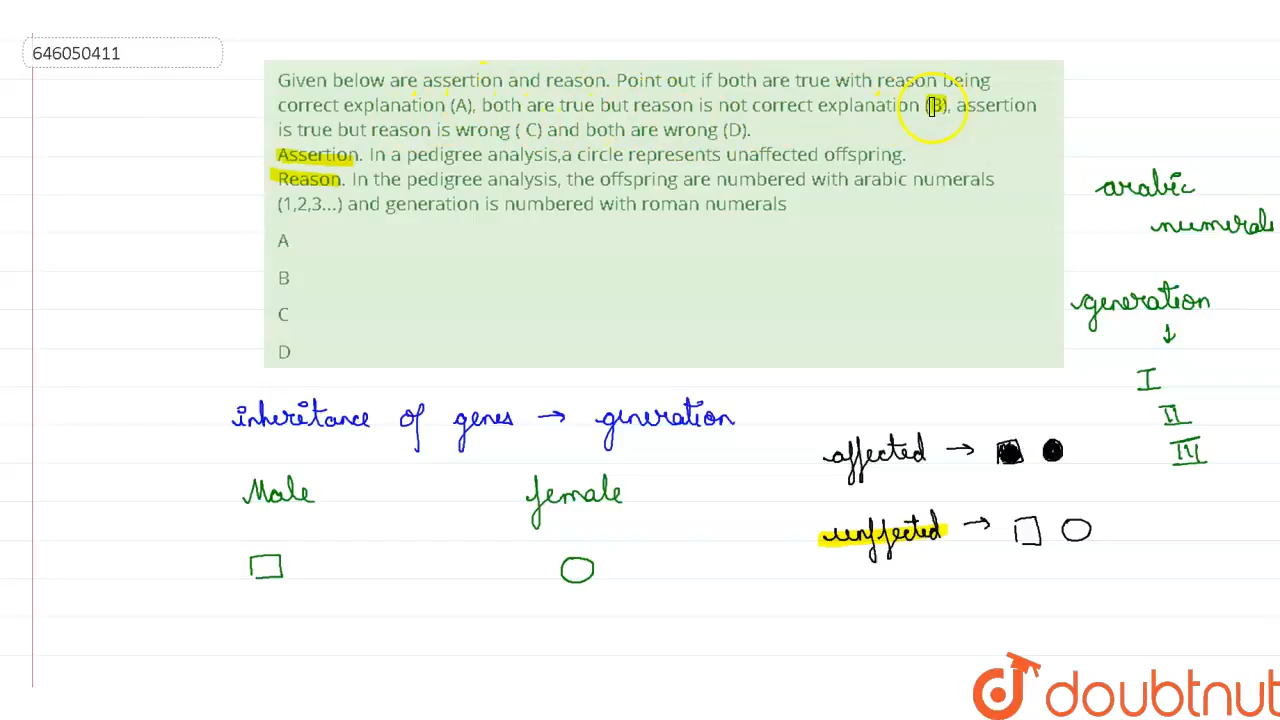 646050411
Given below are assertion and reason. Point out if both are true with reason being
correct explanation (A), both are true but reason is not correct explanation (B), assertion
is true but reason is wrong ( C) and both are wrong (D).
Assertion. In a pedigree analysis,a circle represents unaffected offspring.
Reason. In the pedigree analysis, the offspring are numbered with arabic numerals
(1,2,3...) and generation is numbered with roman numerals
A
B
C
D
arabic
numerals
generation
↓
I
II
III
inheritance of genes → generation
Male female
affected →
unffected →
doubtnut